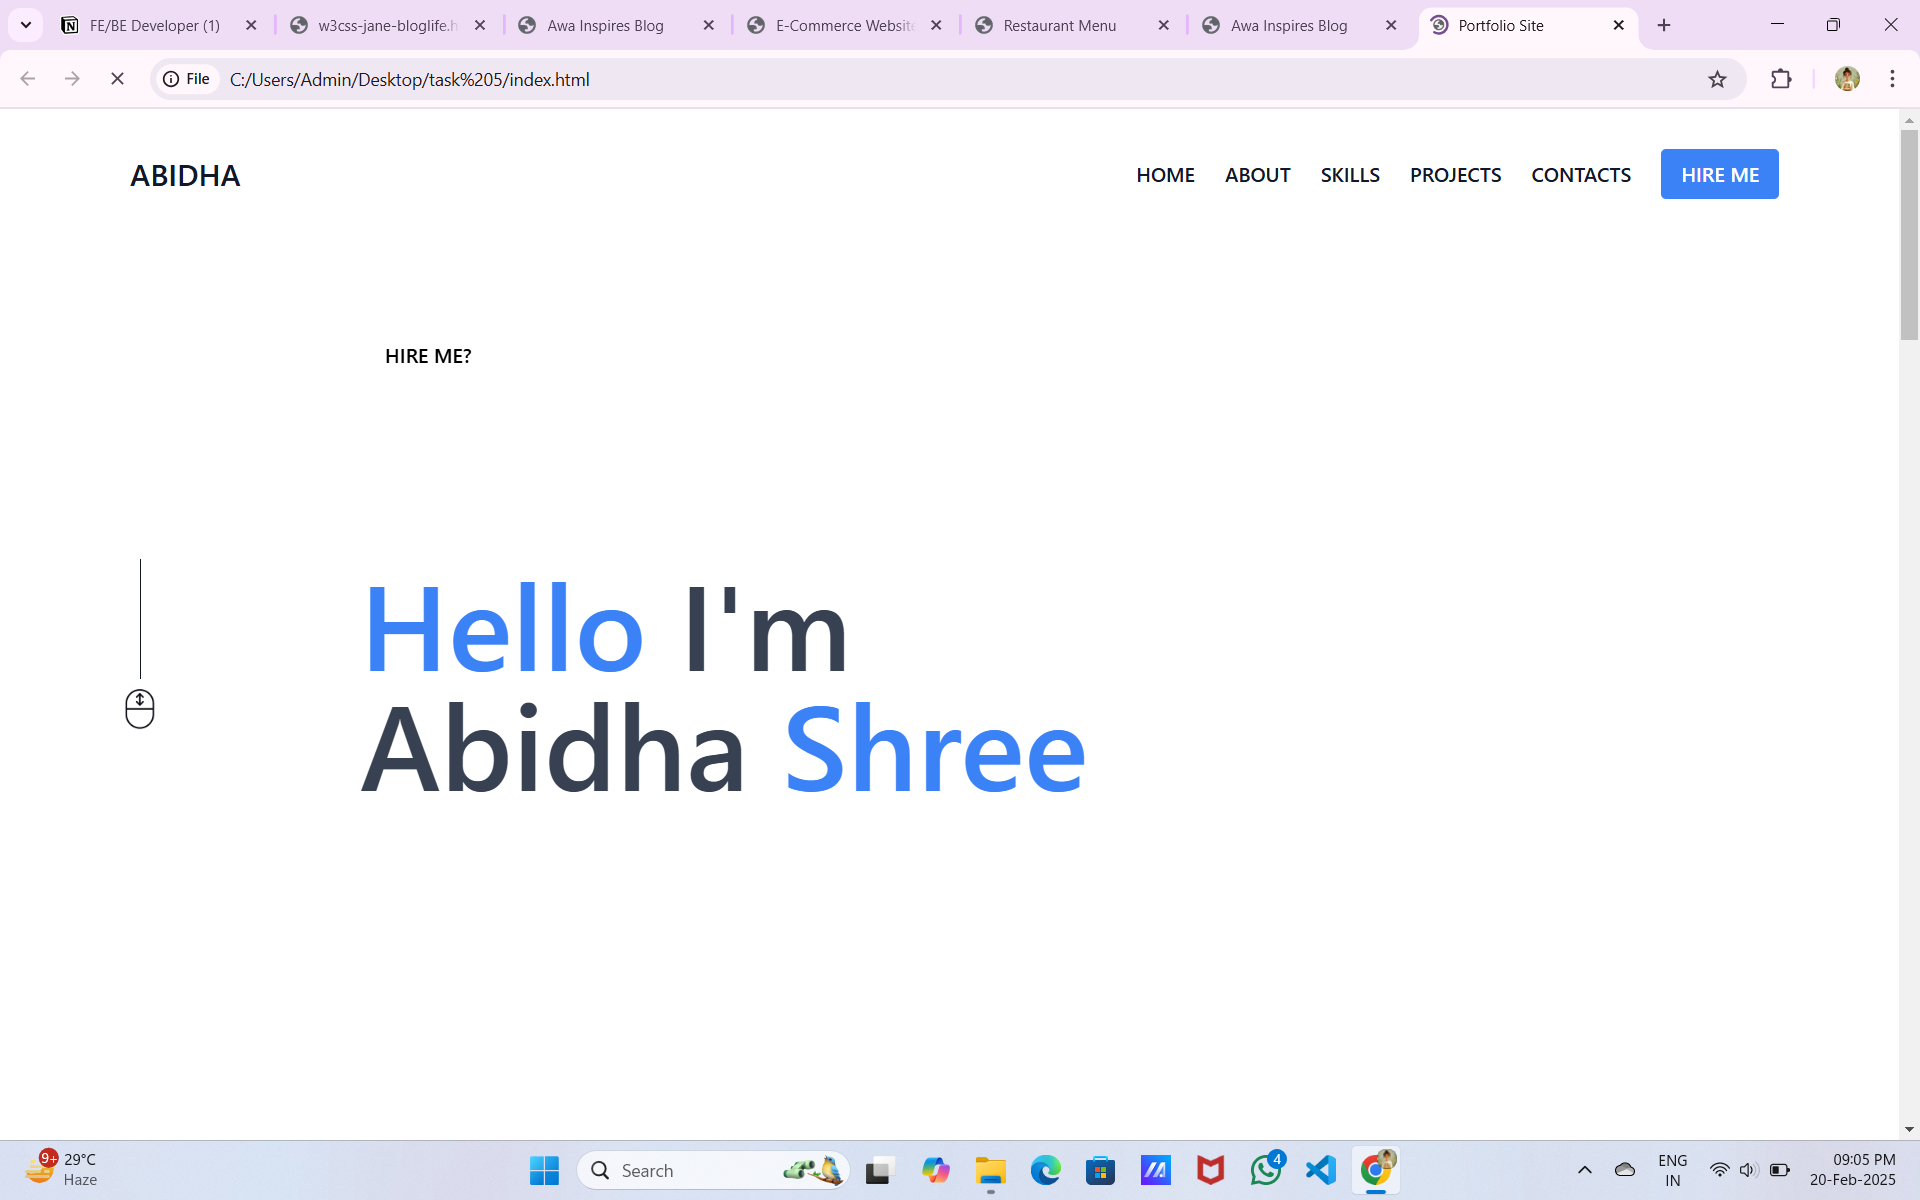 FE/BE Developer (1)
w3css-jane-bloglife.h
Awa Inspires Blog
E-Commerce Website
Restaurant Menu
Awa Inspires Blog
Portfolio Site
File
C:/Users/Admin/Desktop/task%205/index.html
ABIDHA
HOME
ABOUT
SKILLS
PROJECTS
CONTACTS
HIRE ME
HIRE ME?
Hello I'm
Abidha Shree
9+
29°C
Haze
Search
4
ENG
IN
09:05 PM
20-Feb-2025